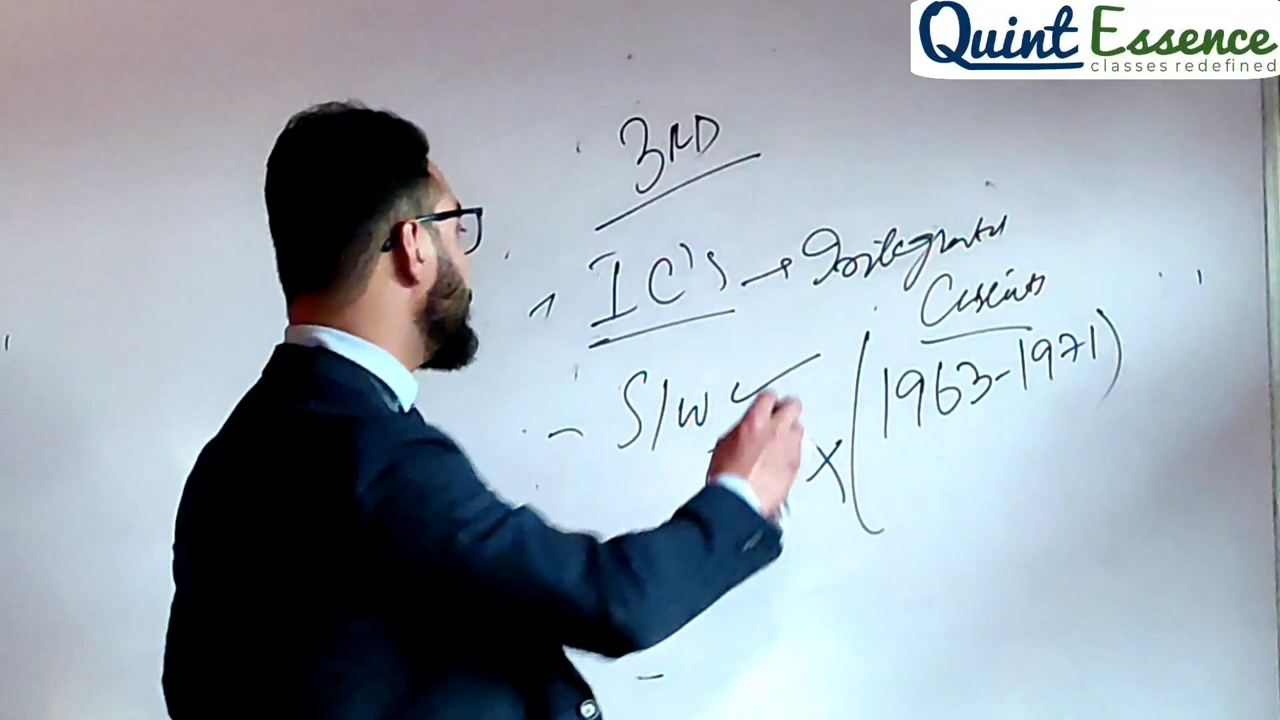 Quint Essence
classes redefined
3RD
IC's → Integrated
Circuits
(1963-1971)
- S/W